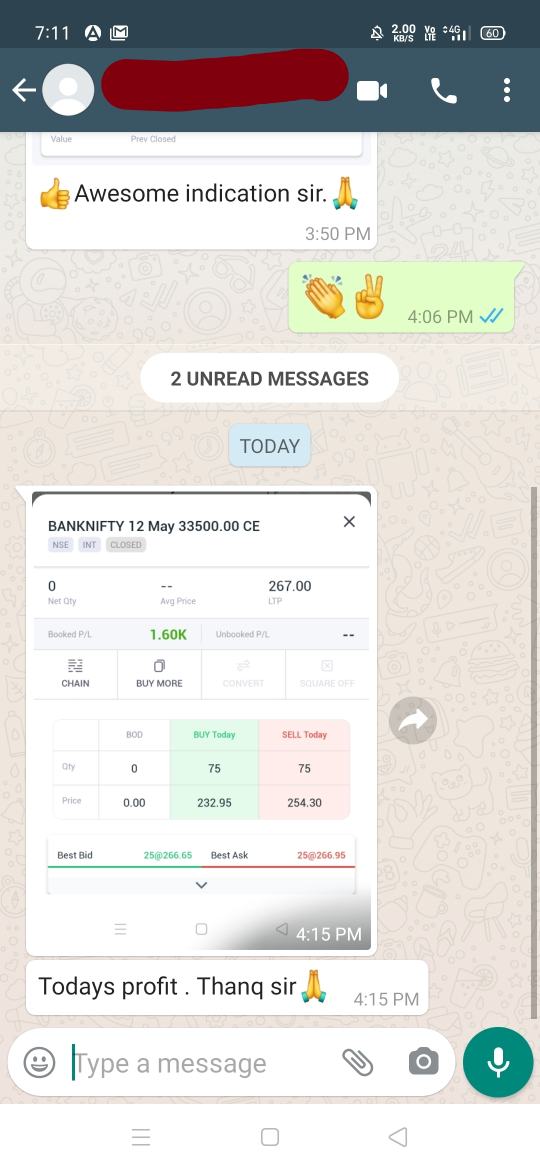 7:11
2.00
KB/S
Vo
LTE
4G
60
Value Prev Closed
👍Awesome indication sir.🙏
3:50 PM
👏✌️
4:06 PM
2 UNREAD MESSAGES
TODAY
BANKNIFTY 12 May 33500.00 CE
NSE INT CLOSED
0 -- 267.00
Net Qty Avg Price LTP
Booked P/L 1.60K Unbooked P/L --
CHAIN BUY MORE CONVERT SQUARE OFF
BOD BUY Today SELL Today
Qty 0 75 75
Price 0.00 232.95 254.30
Best Bid 25@266.65 Best Ask 25@266.95
4:15 PM
Todays profit . Thanq sir🙏
4:15 PM
Type a message